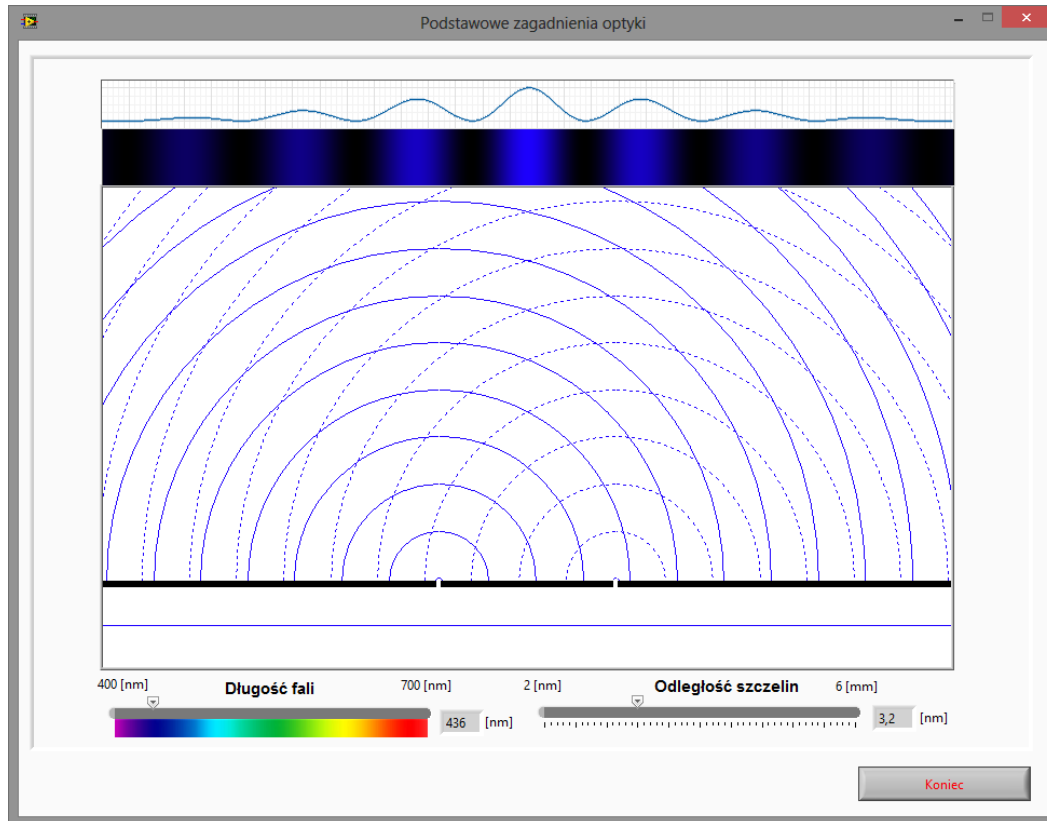 Podstawowe zagadnienia optyki
400 [nm] Długość fali 700 [nm] 2 [nm] Odległość szczelin 6 [mm]
436 [nm] 3,2 [nm]
Koniec